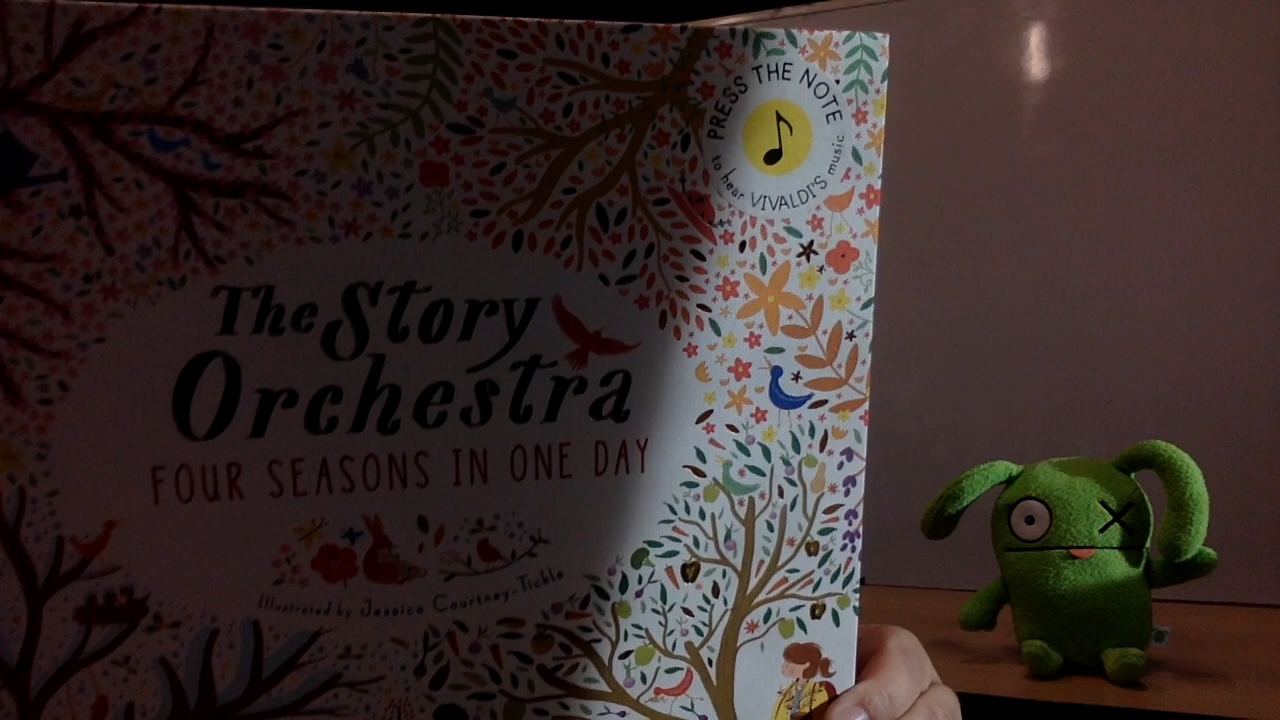 PRESS THE NOTE
to hear VIVALDI'S music
The Story
Orchestra
FOUR SEASONS IN ONE DAY
Illustrated by Jessica Courtney-Tickle